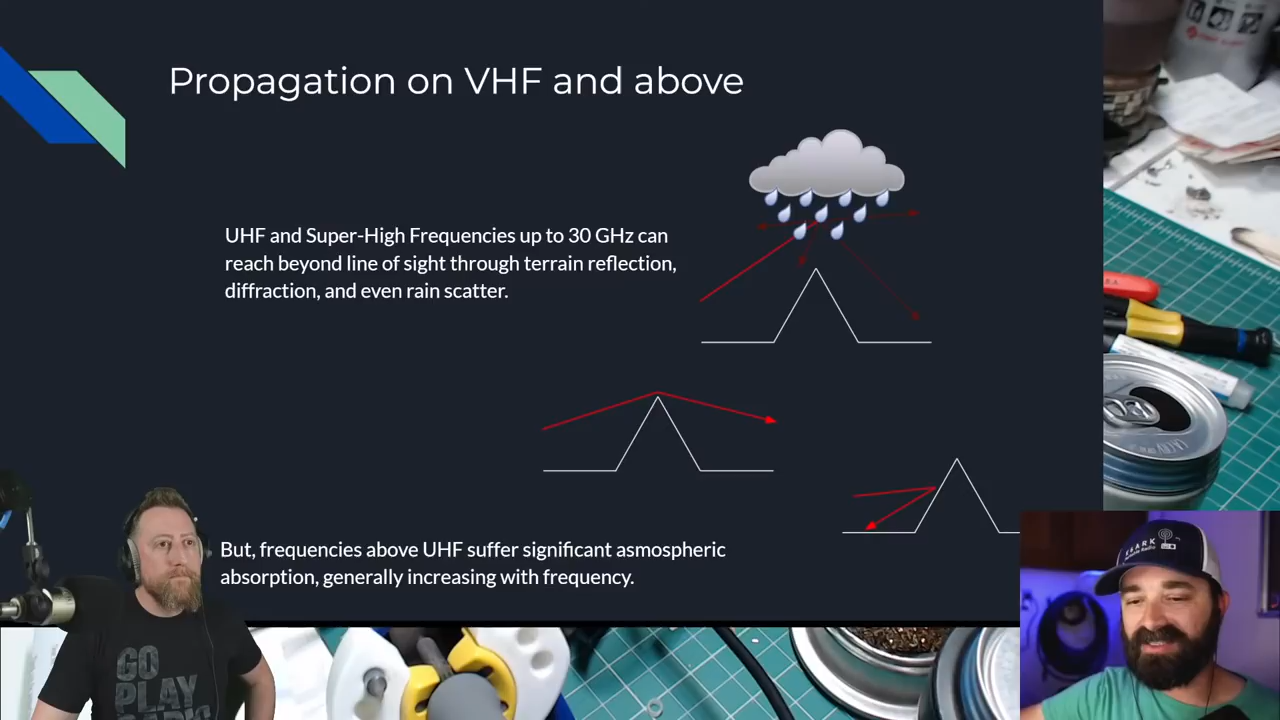 Propagation on VHF and above
UHF and Super-High Frequencies up to 30 GHz can
reach beyond line of sight through terrain reflection,
diffraction, and even rain scatter.
But, frequencies above UHF suffer significant asmospheric
absorption, generally increasing with frequency.
GO
PLAY